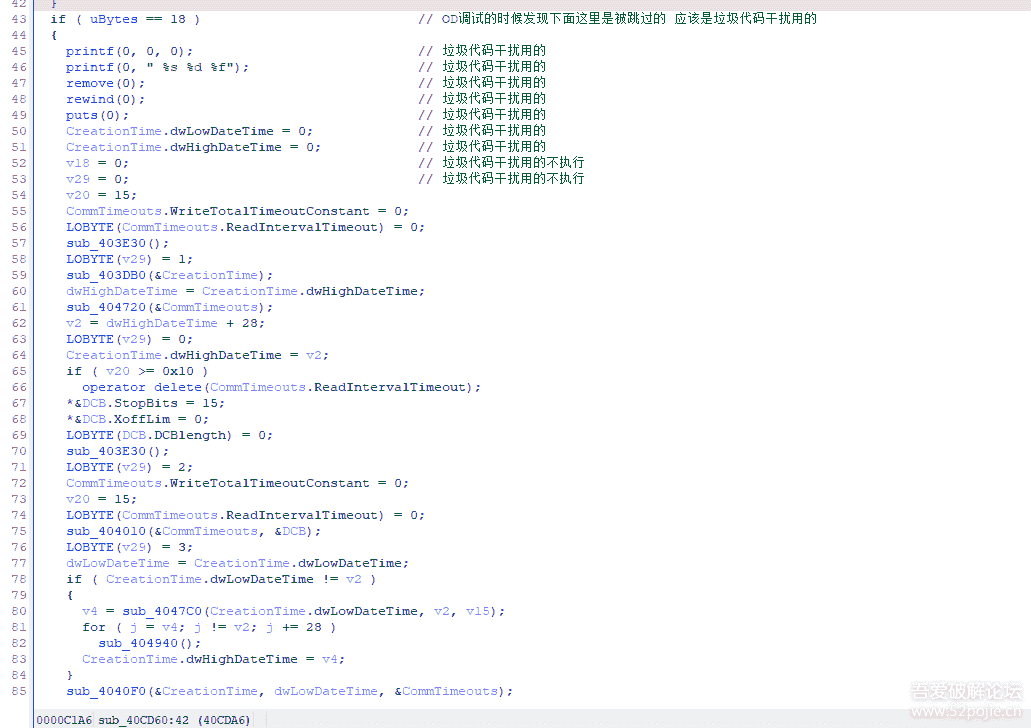 42   }
43   if ( uBytes == 18 )                           // OD调试的时候发现下面这里是被跳过的 应该是垃圾代码干扰用的
44   {
45     printf(0, 0, 0);                            // 垃圾代码干扰用的
46     printf(0, " %s %d %f");                     // 垃圾代码干扰用的
47     remove(0);                                  // 垃圾代码干扰用的
48     rewind(0);                                  // 垃圾代码干扰用的
49     puts(0);                                    // 垃圾代码干扰用的
50     CreationTime.dwLowDateTime = 0;             // 垃圾代码干扰用的
51     CreationTime.dwHighDateTime = 0;            // 垃圾代码干扰用的
52     v18 = 0;                                    // 垃圾代码干扰用的不执行
53     v29 = 0;                                    // 垃圾代码干扰用的不执行
54     v20 = 15;
55     CommTimeouts.WriteTotalTimeoutConstant = 0;
56     LOBYTE(CommTimeouts.ReadIntervalTimeout) = 0;
57     sub_403E30();
58     LOBYTE(v29) = 1;
59     sub_403DB0(&CreationTime);
60     dwHighDateTime = CreationTime.dwHighDateTime;
61     sub_404720(&CommTimeouts);
62     v2 = dwHighDateTime + 28;
63     LOBYTE(v29) = 0;
64     CreationTime.dwHighDateTime = v2;
65     if ( v20 >= 0x10 )
66       operator delete(CommTimeouts.ReadIntervalTimeout);
67     *&DCB.StopBits = 15;
68     *&DCB.XoffLim = 0;
69     LOBYTE(DCB.DCBlength) = 0;
70     sub_403E30();
71     LOBYTE(v29) = 2;
72     CommTimeouts.WriteTotalTimeoutConstant = 0;
73     v20 = 15;
74     LOBYTE(CommTimeouts.ReadIntervalTimeout) = 0;
75     sub_404010(&CommTimeouts, &DCB);
76     LOBYTE(v29) = 3;
77     dwLowDateTime = CreationTime.dwLowDateTime;
78     if ( CreationTime.dwLowDateTime != v2 )
79     {
80       v4 = sub_4047C0(CreationTime.dwLowDateTime, v2, v15);
81       for ( j = v4; j != v2; j += 28 )
82         sub_404940();
83       CreationTime.dwHighDateTime = v4;
84     }
85     sub_4040F0(&CreationTime, dwLowDateTime, &CommTimeouts);
吾爱破解论坛
www.52pojie.cn
0000C1A6 sub_40CD60:42 (40CDA6)